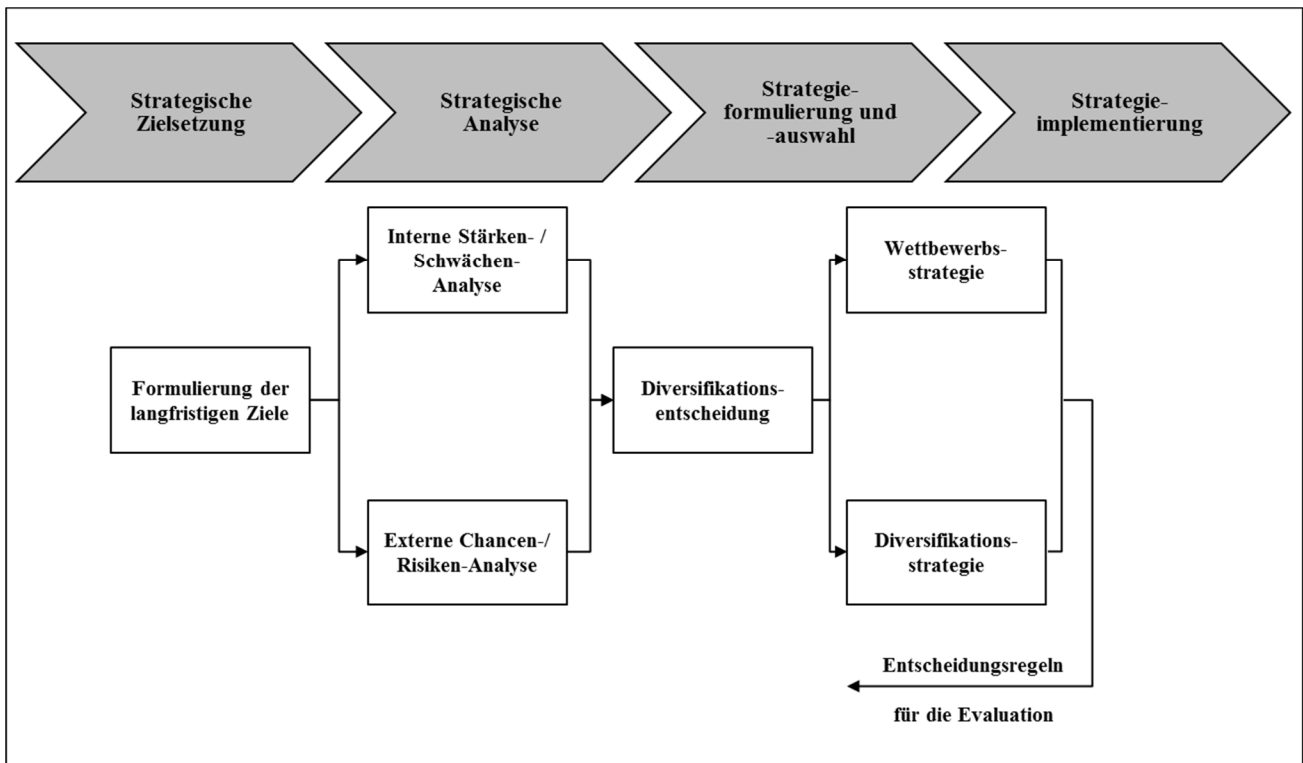 Strategische
Zielsetzung
Strategische
Analyse
Strategie-
formulierung und
-auswahl
Strategie-
implementierung
Formulierung der
langfristigen Ziele
Interne Stärken- /
Schwächen-
Analyse
Externe Chancen-/
Risiken-Analyse
Diversifikations-
entscheidung
Wettbewerbs-
strategie
Diversifikations-
strategie
Entscheidungsregeln
für die Evaluation